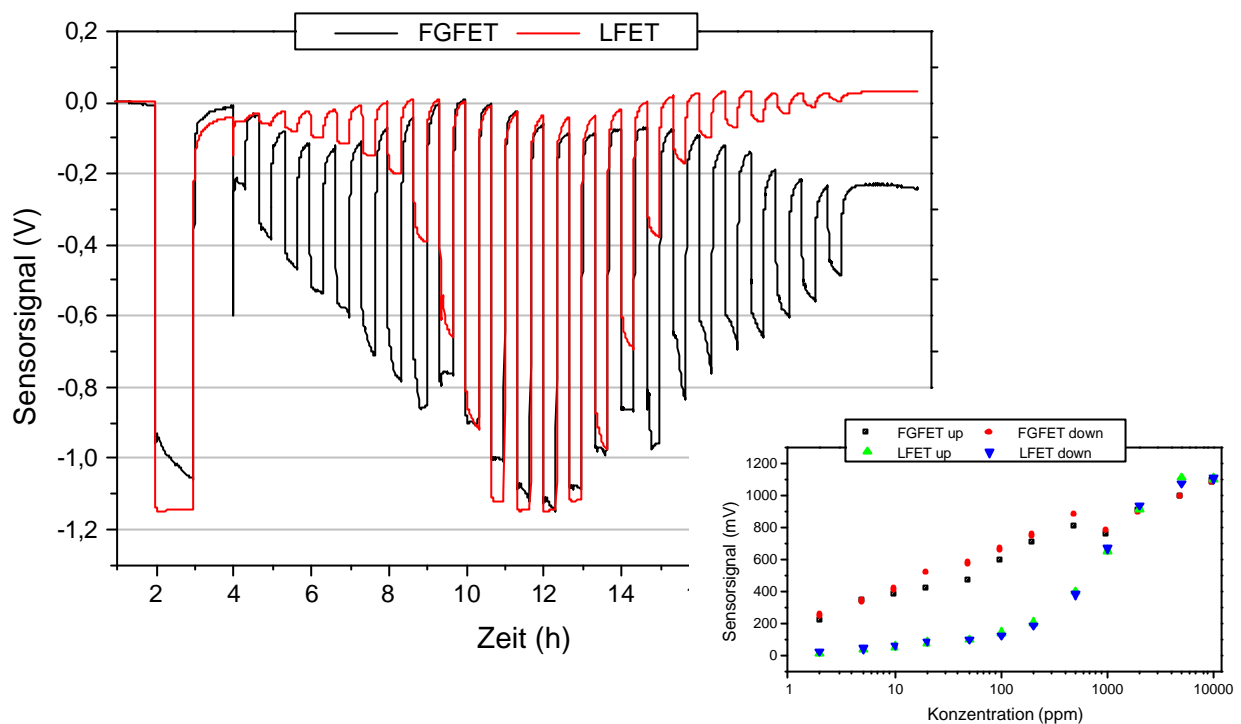 FGFET LFET
0,2
0,0
-0,2
-0,4
-0,6
-0,8
-1,0
-1,2
Sensorsignal (V)
2 4 6 8 10 12 14
Zeit (h)
FGFET up FGFET down
LFET up LFET down
1200
1000
800
600
400
200
0
Sensorsignal (mV)
1 10 100 1000 10000
Konzentration (ppm)